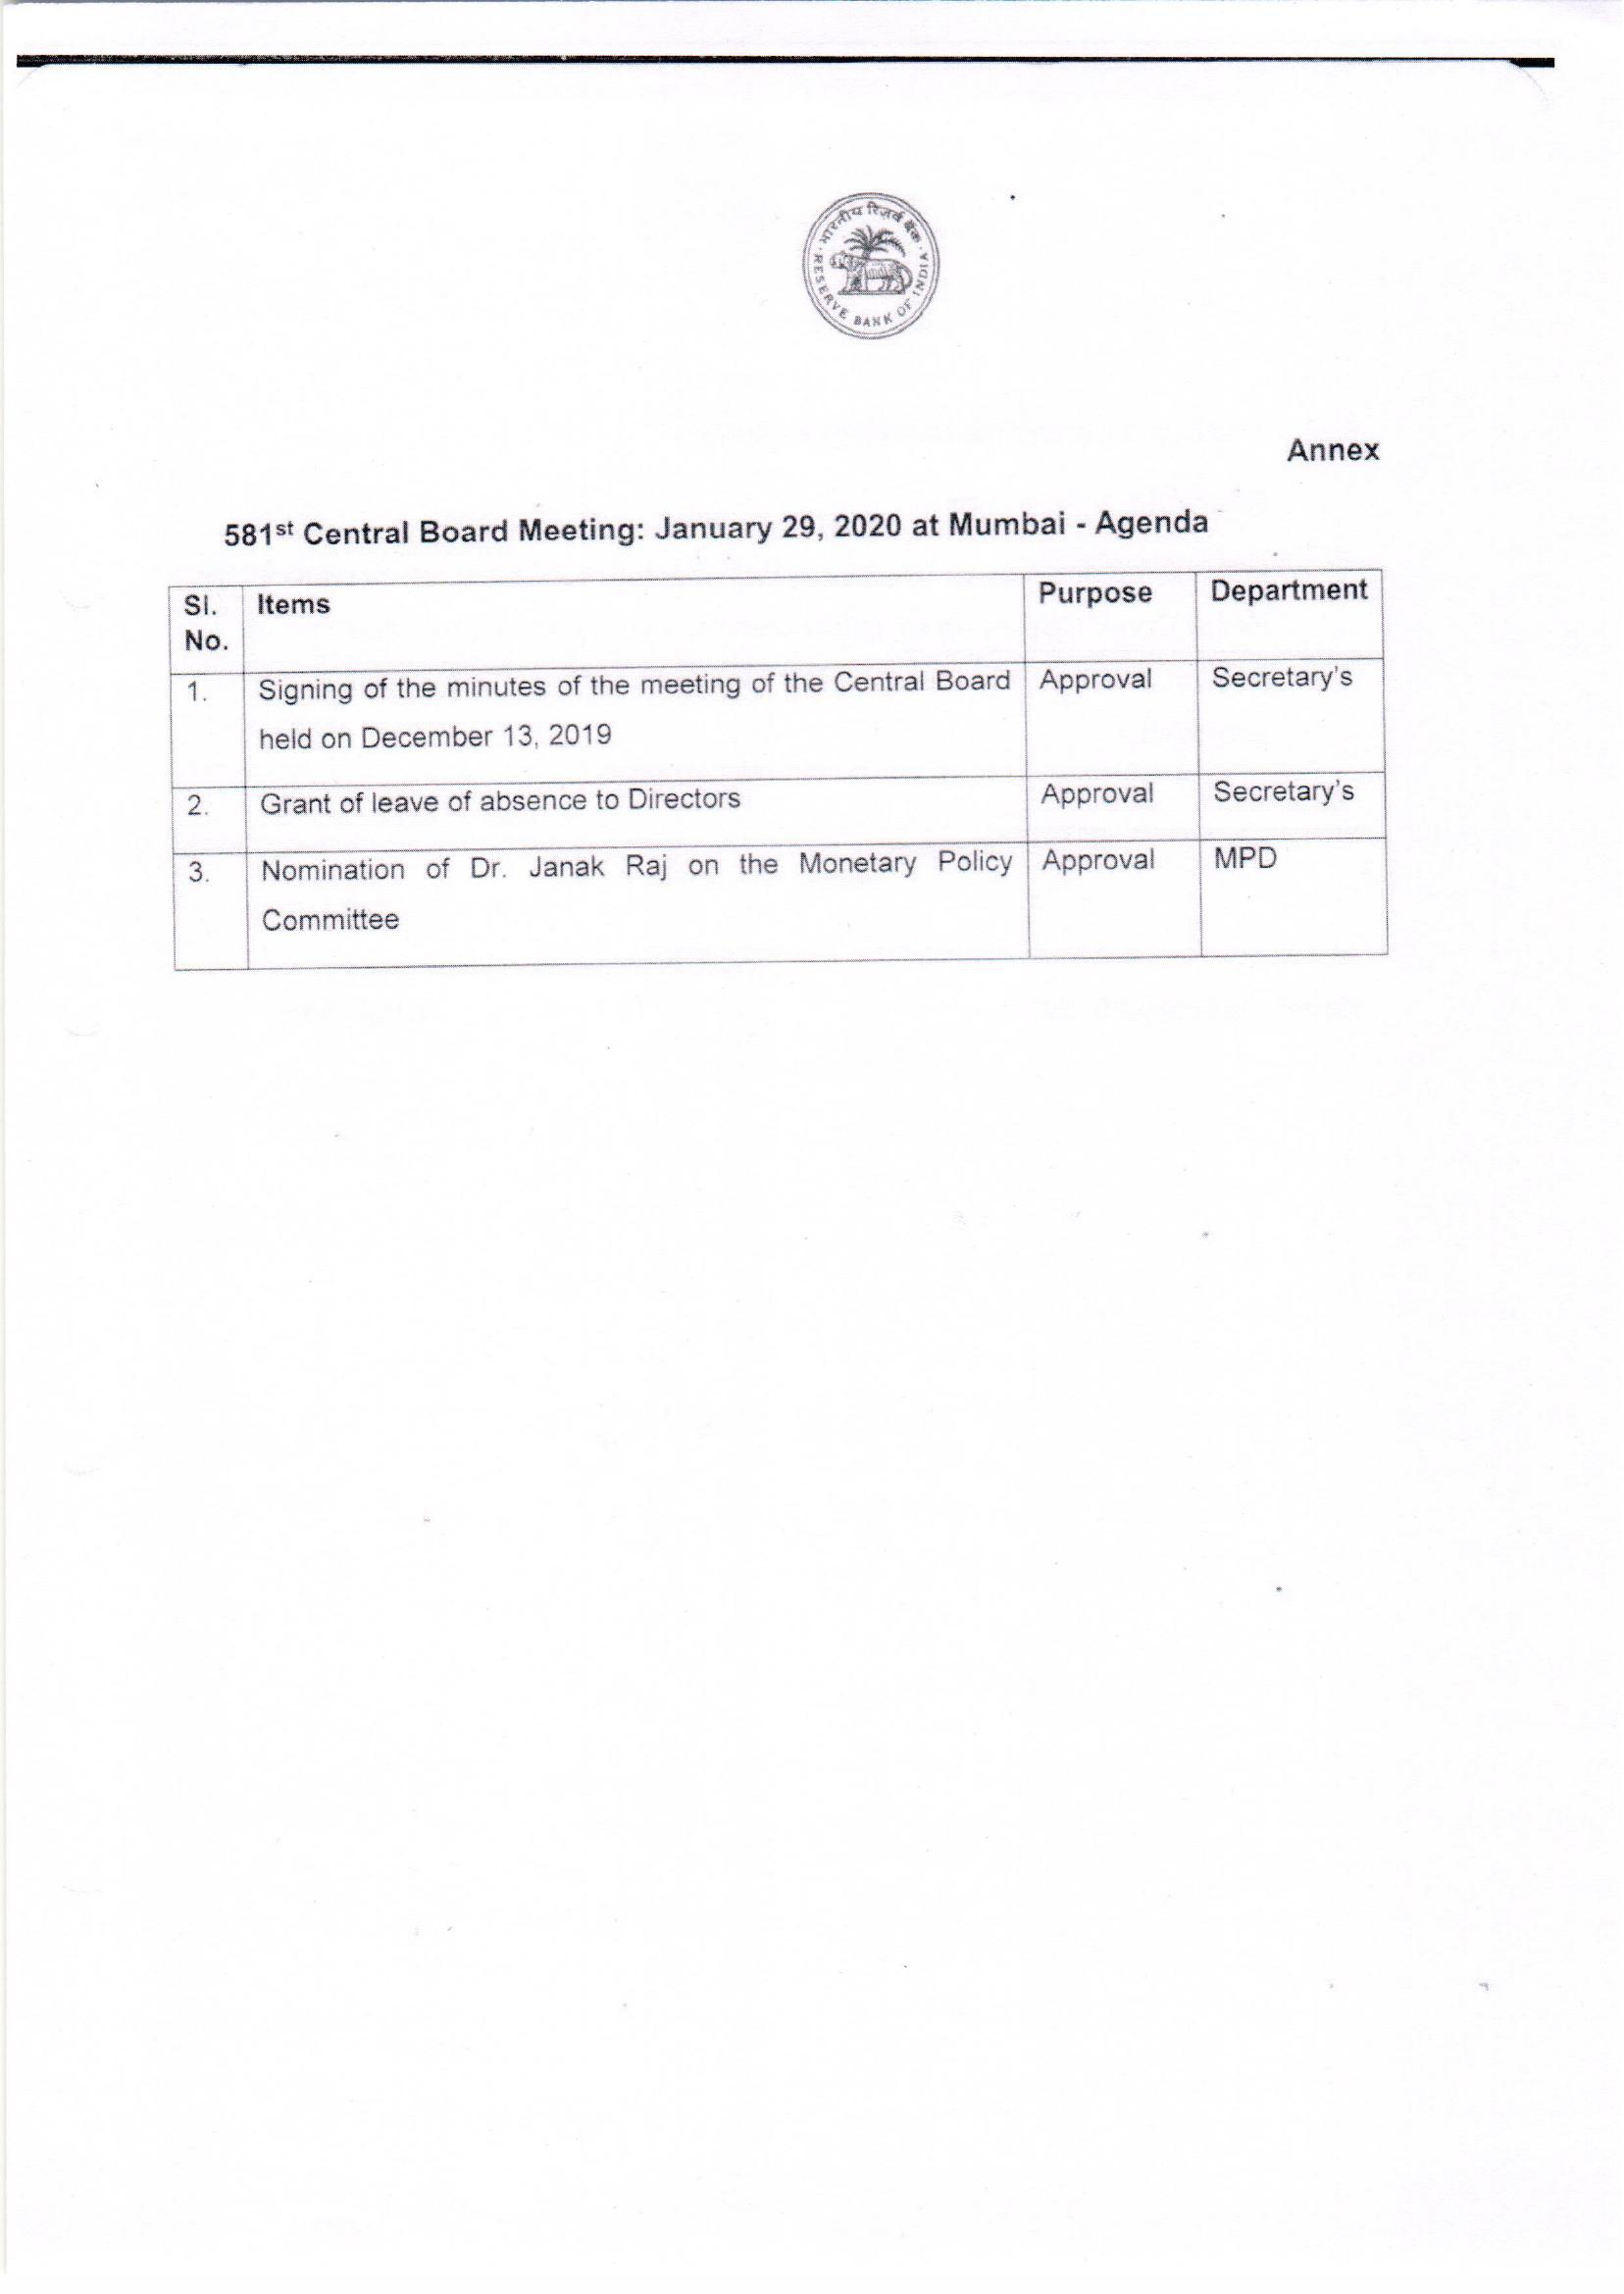 भारतीय रिज़र्व बैंक
RESERVE BANK OF INDIA
Annex
581st Central Board Meeting: January 29, 2020 at Mumbai - Agenda
Sl. No. Items Purpose Department
1. Signing of the minutes of the meeting of the Central Board Approval Secretary's
held on December 13, 2019
2. Grant of leave of absence to Directors Approval Secretary's
3. Nomination of Dr. Janak Raj on the Monetary Policy Approval MPD
Committee